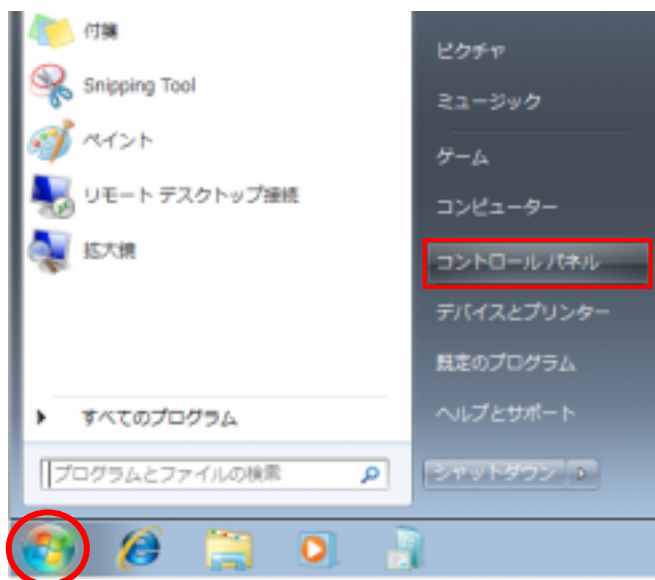 付箋
Snipping Tool
ペイント
リモート デスクトップ接続
拡大鏡
すべてのプログラム
プログラムとファイルの検索
ピクチャ
ミュージック
ゲーム
コンピューター
コントロール パネル
デバイスとプリンター
既定のプログラム
ヘルプとサポート
シャットダウン